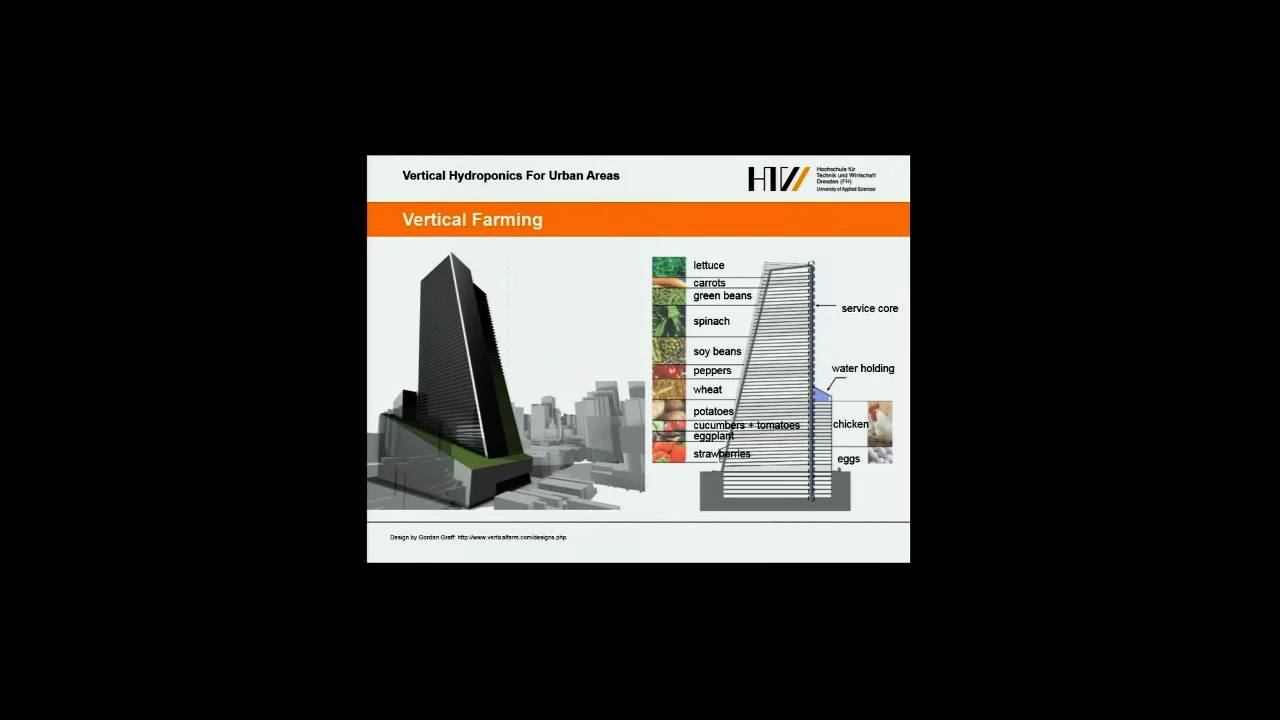 Vertical Hydroponics For Urban Areas
HTW
Hochschule für
Technik und Wirtschaft
Dresden (FH)
University of Applied Sciences
Vertical Farming
lettuce
carrots
green beans
spinach
soy beans
peppers
wheat
potatoes
cucumbers + tomatoes
eggplant
strawberries
service core
water holding
chicken
eggs
Design by Gordan Graff: http://www.verticalfarm.com/designs.php